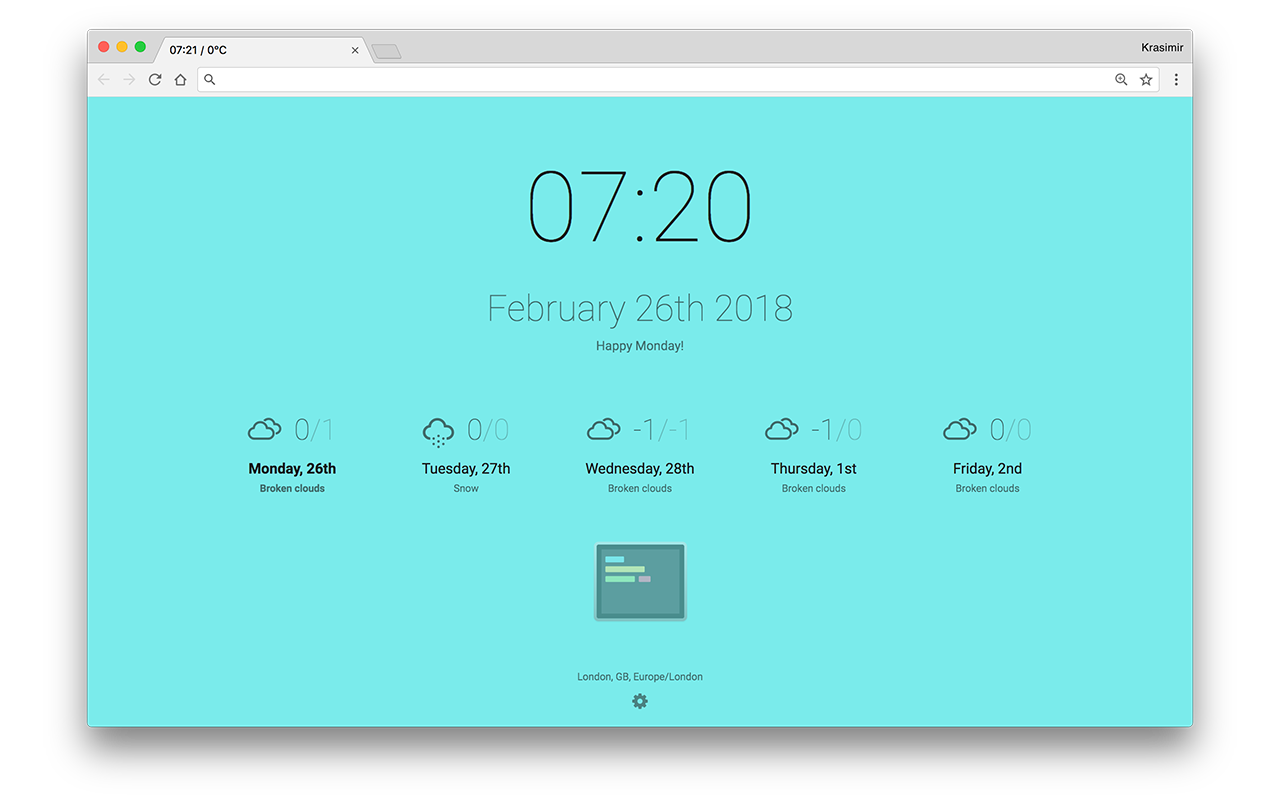 07:21 / 0°C
Krasimir
07:20
February 26th 2018
Happy Monday!
0/1 0/0 -1/-1 -1/0 0/0
Monday, 26th Tuesday, 27th Wednesday, 28th Thursday, 1st Friday, 2nd
Broken clouds Snow Broken clouds Broken clouds Broken clouds
London, GB, Europe/London